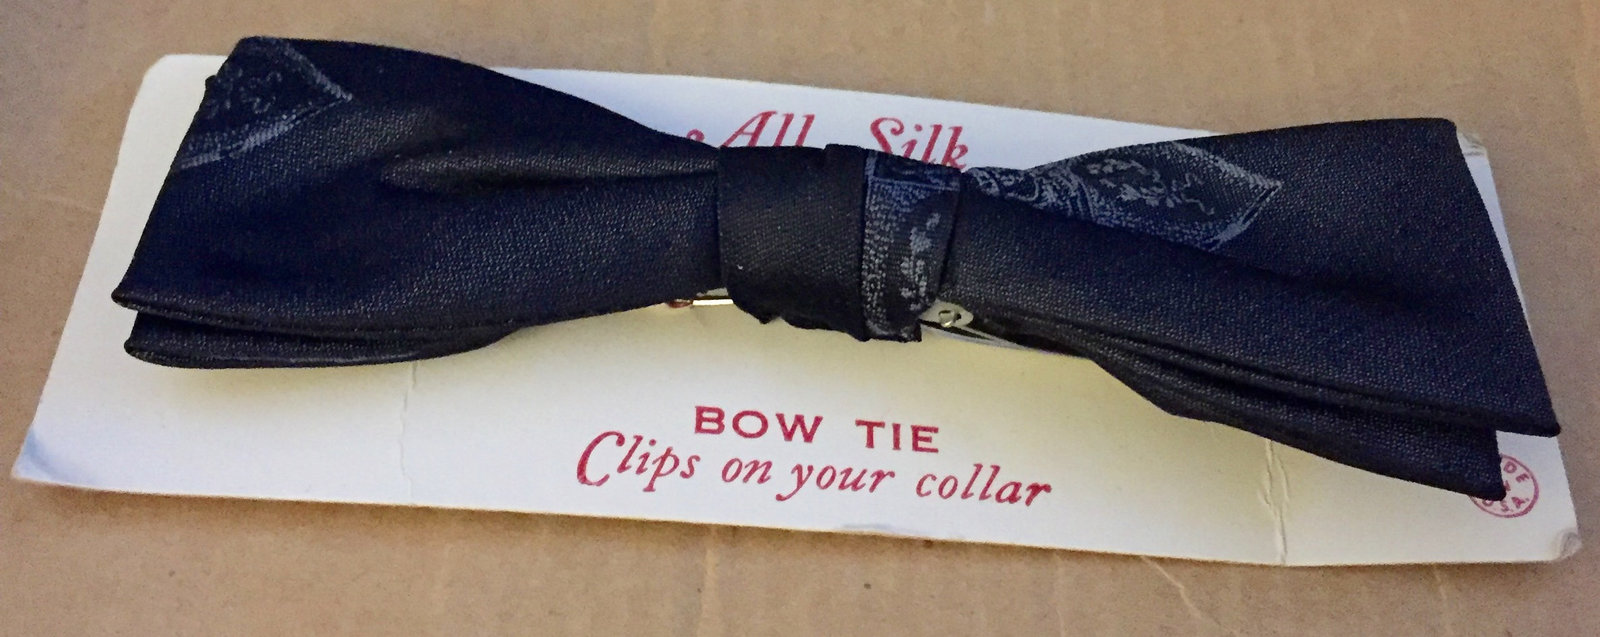 All Silk
BOW TIE
Clips on your collar